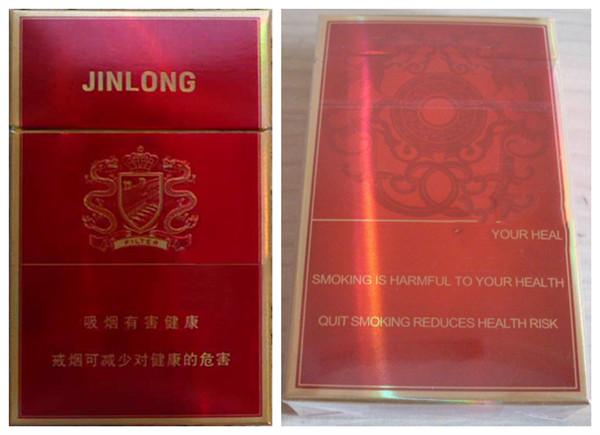 JINLONG
FILTER
吸烟有害健康
戒烟可减少对健康的危害
YOUR HEAL
SMOKING IS HARMFUL TO YOUR HEALTH
QUIT SMOKING REDUCES HEALTH RISK